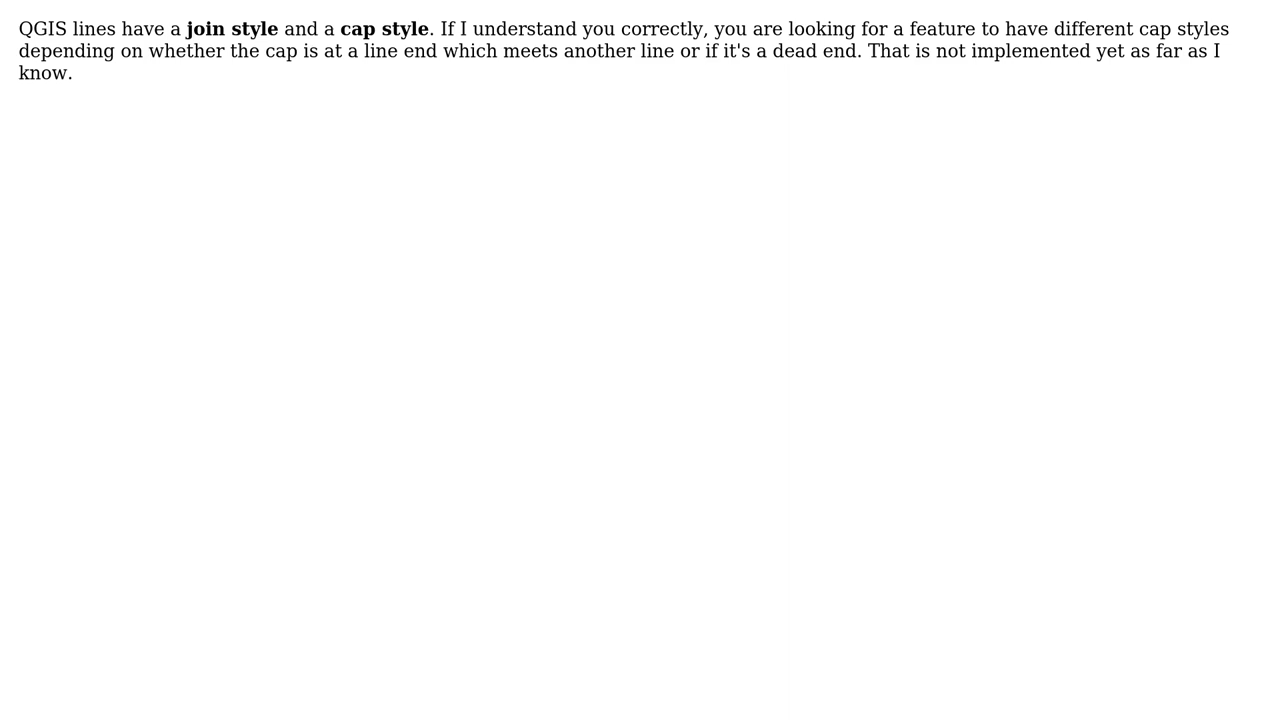 QGIS lines have a join style and a cap style. If I understand you correctly, you are looking for a feature to have different cap styles
depending on whether the cap is at a line end which meets another line or if it's a dead end. That is not implemented yet as far as I
know.